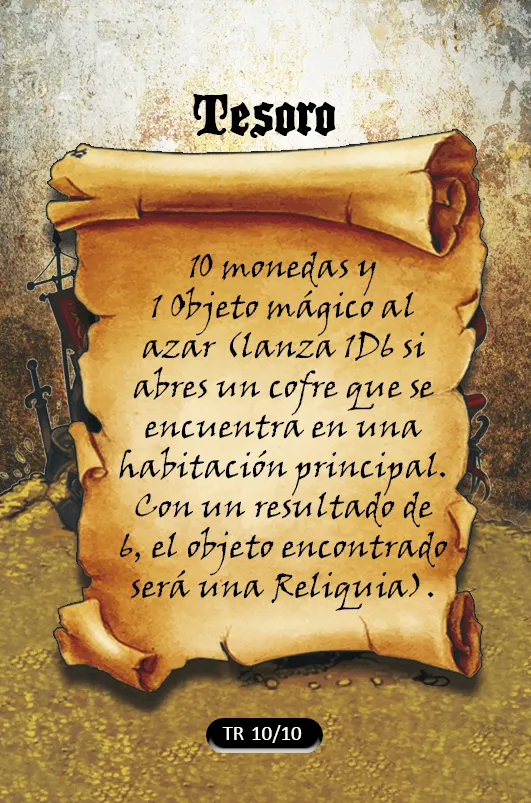 Tesoro
10 monedas y
1 Objeto mágico al
azar (lanza 1D6 si
abres un cofre que se
encuentra en una
habitación principal.
Con un resultado de
6, el objeto encontrado
será una Reliquia).
TR 10/10